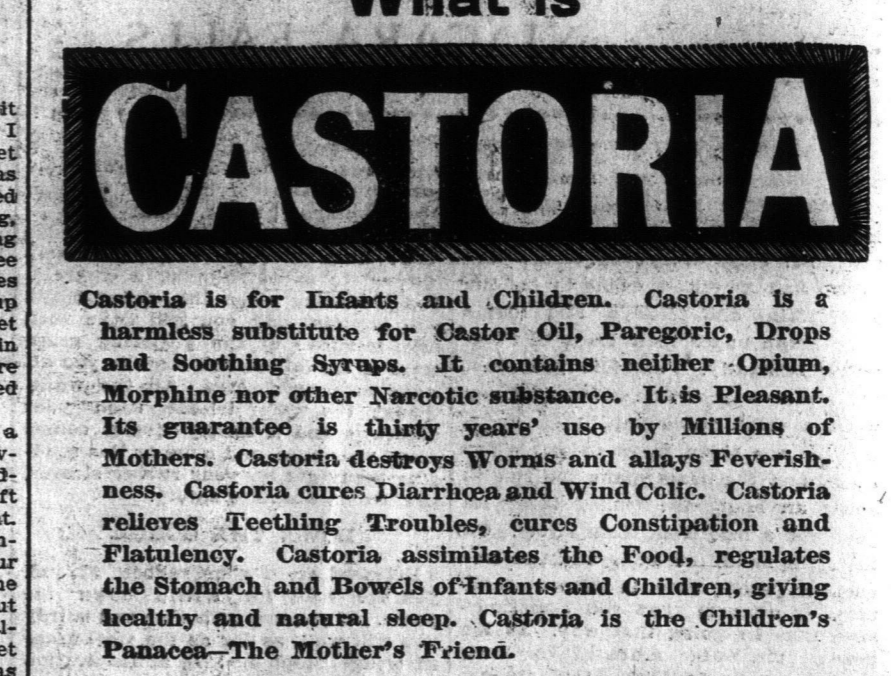 What is
CASTORIA
Castoria is for Infants and Children. Castoria is a
harmless substitute for Castor Oil, Paregoric, Drops
and Soothing Syrups. It contains neither Opium,
Morphine nor other Narcotic substance. It is Pleasant.
Its guarantee is thirty years' use by Millions of
Mothers. Castoria destroys Worms and allays Feverish-
ness. Castoria cures Diarrhœa and Wind Colic. Castoria
relieves Teething Troubles, cures Constipation and
Flatulency. Castoria assimilates the Food, regulates
the Stomach and Bowels of Infants and Children, giving
healthy and natural sleep. Castoria is the Children's
Panacea—The Mother's Friend.